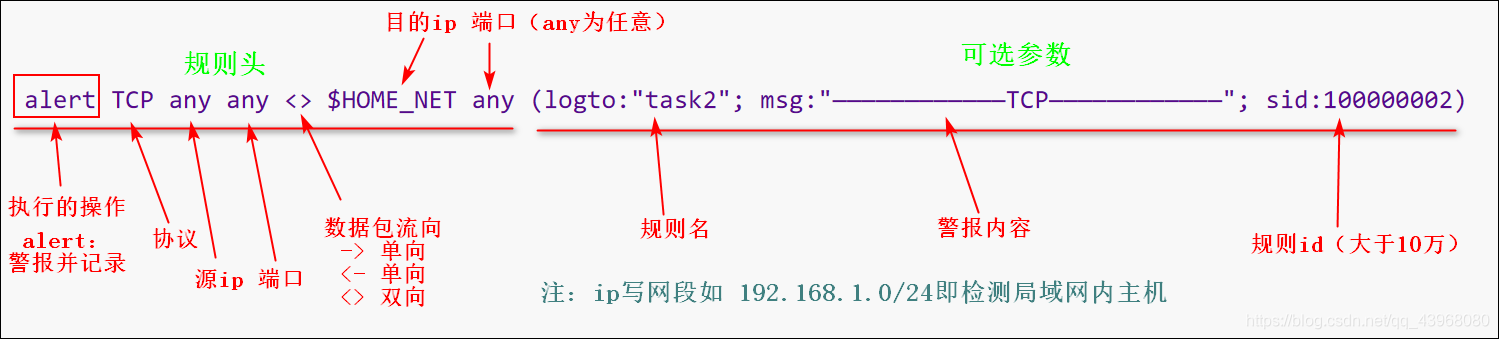 目的ip 端口（any为任意）
规则头
可选参数
alert TCP any any <> $HOME_NET any (logto:"task2"; msg:"————————————TCP————————————"; sid:100000002)
执行的操作
alert：
警报并记录
协议
源ip 端口
数据包流向
-> 单向
<- 单向
<> 双向
规则名
警报内容
规则id（大于10万）
注：ip写网段如 192.168.1.0/24即检测局域网内主机
https://blog.csdn.net/qq_43968080